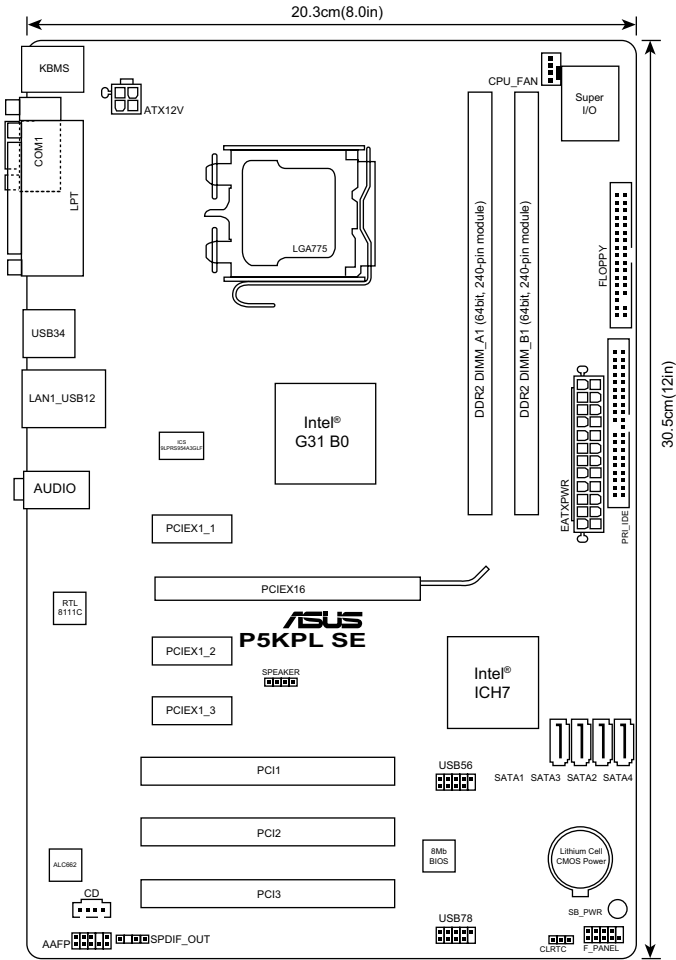 20.3cm(8.0in)
KBMS
ATX12V
CPU_FAN
Super
I/O
COM1
LPT
LGA775
DDR2 DIMM_A1 (64bit, 240-pin module)
DDR2 DIMM_B1 (64bit, 240-pin module)
FLOPPY
30.5cm(12in)
USB34
LAN1_USB12
Intel®
G31 B0
ICS
9LPRS954A3GLF
AUDIO
EATXPWR
PRI_IDE
PCIEX1_1
PCIEX16
RTL
8111C
ASUS
P5KPL SE
PCIEX1_2
SPEAKER
Intel®
ICH7
PCIEX1_3
PCI1
USB56
SATA1 SATA3 SATA2 SATA4
PCI2
8Mb
BIOS
Lithium Cell
CMOS Power
ALC662
CD
PCI3
SB_PWR
USB78
AAFP
SPDIF_OUT
CLRTC
F_PANEL